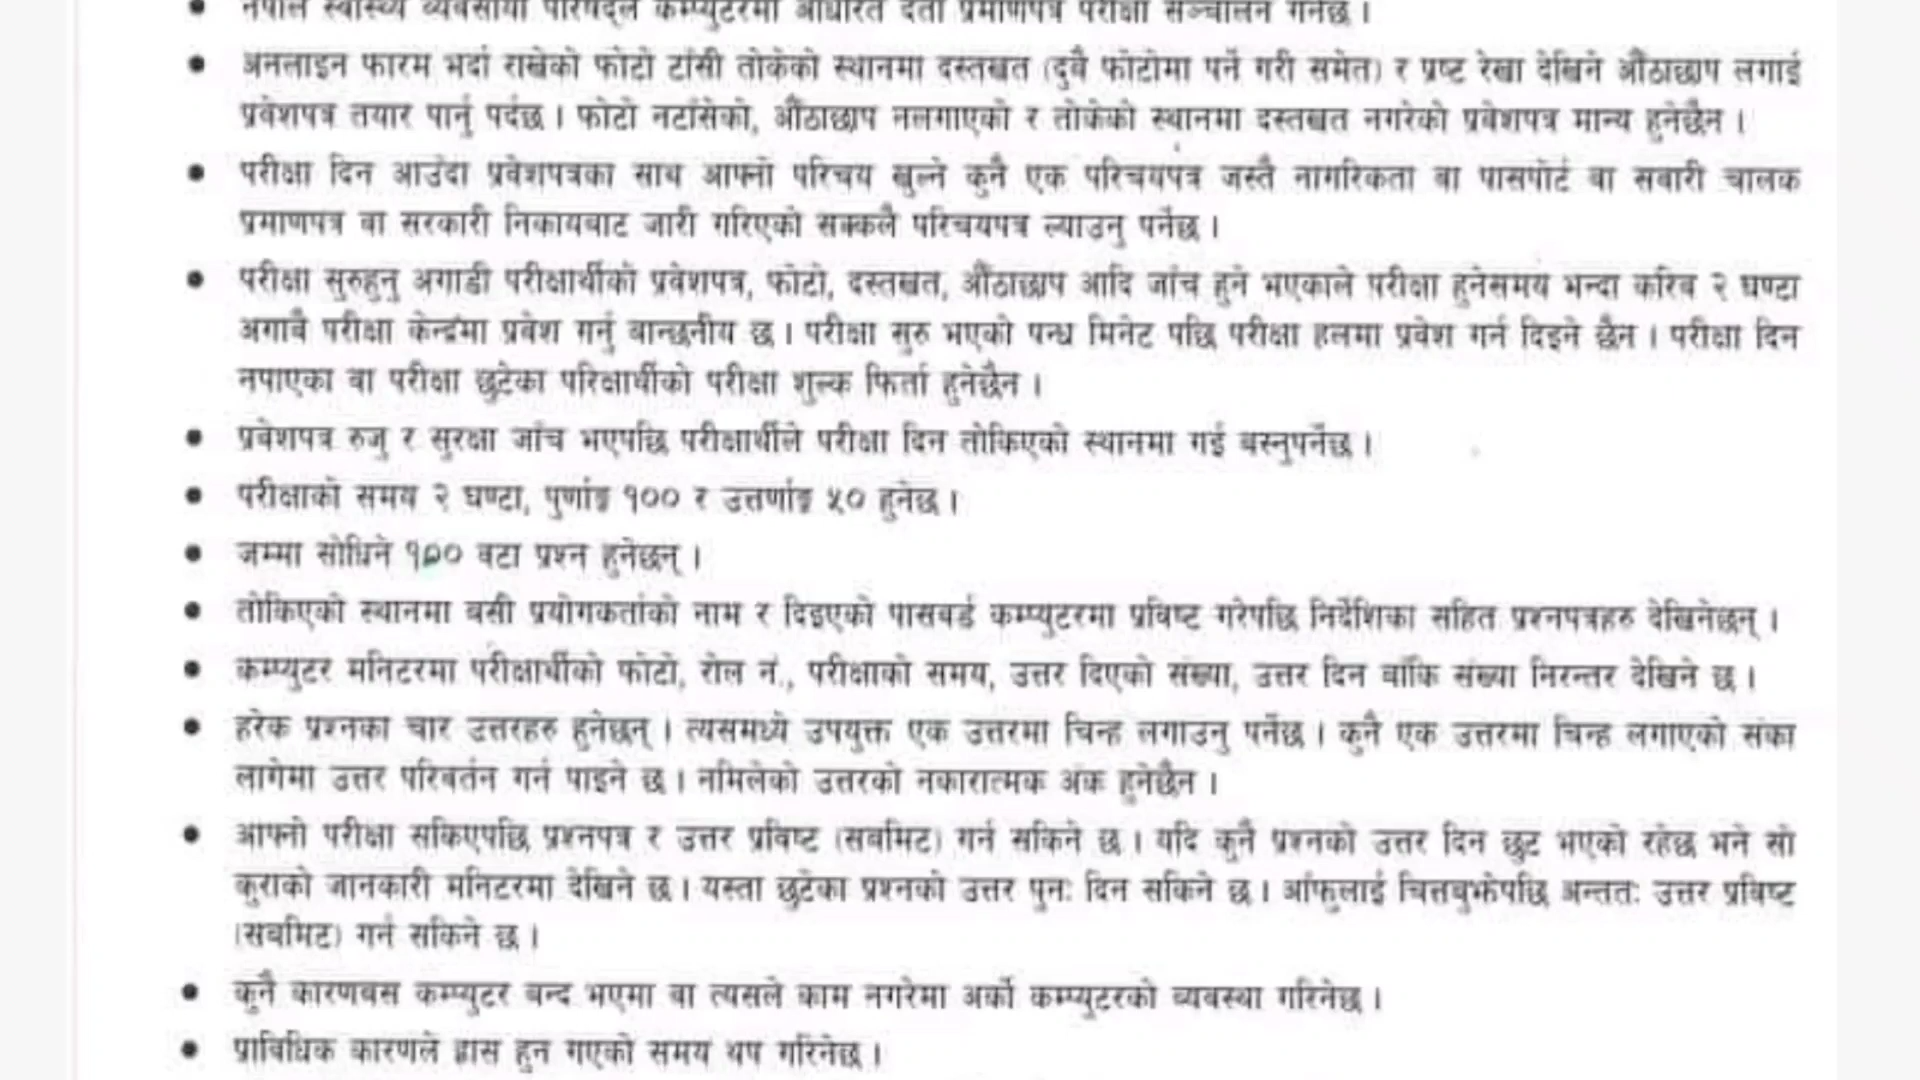 नेपाल स्वास्थ्य व्यवसायी परिषद्ले कम्प्युटरमा आधारित दर्ता प्रमाणपत्र परीक्षा सञ्चालन गर्नेछ ।
• अनलाइन फारम भर्दा राखेको फोटो टाँसी तोकेको स्थानमा दस्तखत (दुवै फोटोमा पर्ने गरी समेत) र प्रष्ट रेखा देखिने औंठाछाप लगाई
प्रवेशपत्र तयार पार्नु पर्दछ । फोटो नटाँसेको, औंठाछाप नलगाएको र तोकेको स्थानमा दस्तखत नगरेको प्रवेशपत्र मान्य हुनेछैन ।
• परीक्षा दिन आउँदा प्रवेशपत्रका साथ आफ्नो परिचय खुल्ने कुनै एक परिचयपत्र जस्तै नागरिकता वा पासपोर्ट वा सवारी चालक
प्रमाणपत्र वा सरकारी निकायबाट जारी गरिएको सक्कलै परिचयपत्र ल्याउनु पर्नेछ ।
• परीक्षा सुरुहुनु अगाडी परीक्षार्थीको प्रवेशपत्र, फोटो, दस्तखत, औंठाछाप आदि जाँच हुने भएकाले परीक्षा हुनेसमय भन्दा करिब २ घण्टा
अगावै परीक्षा केन्द्रमा प्रवेश गर्नु बान्छनीय छ । परीक्षा सुरु भएको पन्ध्र मिनेट पछि परीक्षा हलमा प्रवेश गर्न दिइने छैन । परीक्षा दिन
नपाएका वा परीक्षा छुटेका परिक्षार्थीको परीक्षा शुल्क फिर्ता हुनेछैन ।
• प्रवेशपत्र रुजु र सुरक्षा जाँच भएपछि परीक्षार्थीले परीक्षा दिन तोकिएको स्थानमा गई बस्नुपर्नेछ ।
• परीक्षाको समय २ घण्टा, पुर्णाङ्क १०० र उत्तर्णाङ्क ५० हुनेछ ।
• जम्मा सोधिने १०० वटा प्रश्न हुनेछन् ।
• तोकिएको स्थानमा बसी प्रयोगकर्ताको नाम र दिइएको पासवर्ड कम्प्युटरमा प्रविष्ट गरेपछि निर्देशिका सहित प्रश्नपत्रहरु देखिनेछन् ।
• कम्प्युटर मनिटरमा परीक्षार्थीको फोटो, रोल नं., परीक्षाको समय, उत्तर दिएको संख्या, उत्तर दिन बाँकि संख्या निरन्तर देखिने छ ।
• हरेक प्रश्नका चार उत्तरहरु हुनेछन् । त्यसमध्ये उपयुक्त एक उत्तरमा चिन्ह लगाउनु पर्नेछ । कुनै एक उत्तरमा चिन्ह लगाएको संका
लागेमा उत्तर परिवर्तन गर्न पाइने छ । नमिलेको उत्तरको नकारात्मक अंक हुनेछैन ।
• आफ्नो परीक्षा सकिएपछि प्रश्नपत्र र उत्तर प्रविष्ट (सबमिट) गर्न सकिने छ । यदि कुनै प्रश्नको उत्तर दिन छुट भएको रहेछ भने सो
कुराको जानकारी मनिटरमा देखिने छ । यस्ता छुटेका प्रश्नको उत्तर पुनः दिन सकिने छ । आँफुलाई चित्तबुझेपछि अन्ततः उत्तर प्रविष्ट
(सबमिट) गर्न सकिने छ ।
• कुनै कारणबस कम्प्युटर बन्द भएमा वा त्यसले काम नगरेमा अर्को कम्प्युटरको व्यवस्था गरिनेछ ।
• प्राविधिक कारणले ह्रास हुन गएको समय थप गरिनेछ ।